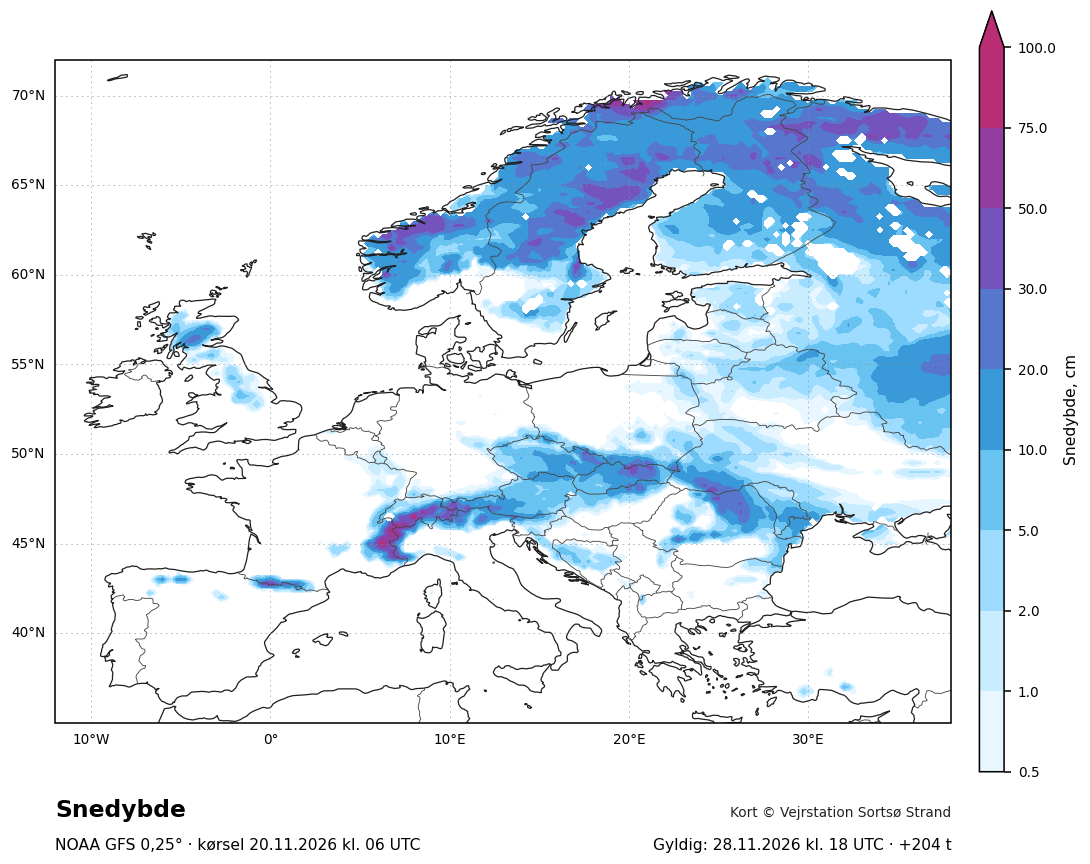 100.0
75.0
50.0
30.0
20.0
10.0
5.0
2.0
1.0
0.5
Snedybde, cm
70°N
65°N
60°N
55°N
50°N
45°N
40°N
10°W 0° 10°E 20°E 30°E
Snedybde
Kort © Vejrstation Sortsø Strand
NOAA GFS 0,25° · kørsel 20.11.2026 kl. 06 UTC
Gyldig: 28.11.2026 kl. 18 UTC · +204 t